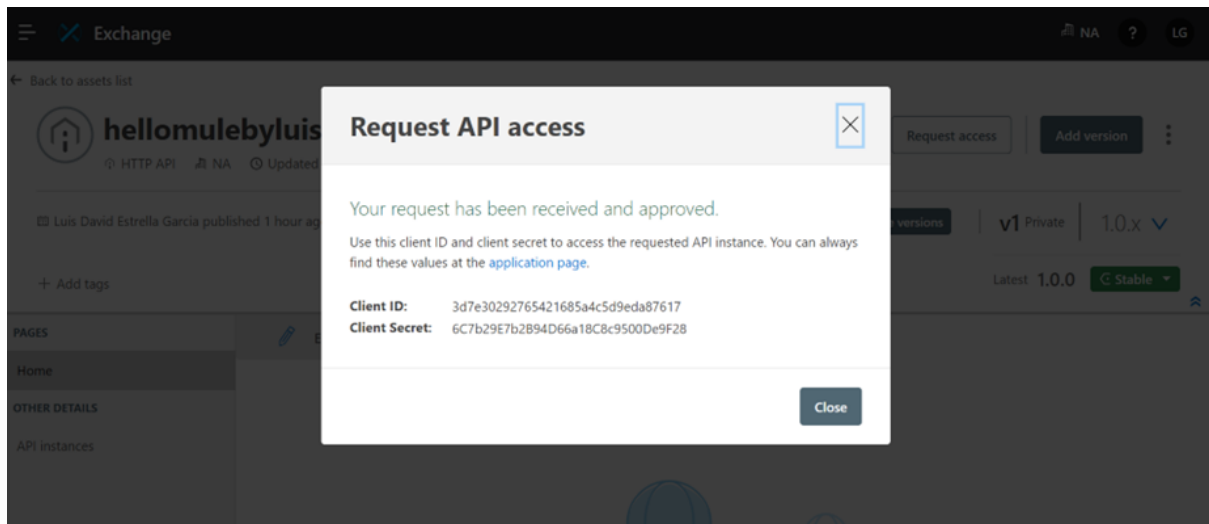 Exchange
NA
?
LG
Back to assets list
hellomulebyluis
HTTP API NA Updated
Request access
Add version
Request API access
Luis David Estrella Garcia published 1 hour ag
versions
v1 Private
1.0.x
Your request has been received and approved.
Use this client ID and client secret to access the requested API instance. You can always
find these values at the application page.
+ Add tags
Latest 1.0.0
Stable
Client ID: 3d7e30292765421685a4c5d9eda87617
Client Secret: 6C7b29E7b2B94D66a18C8c9500De9F28
PAGES
Home
OTHER DETAILS
API instances
Close